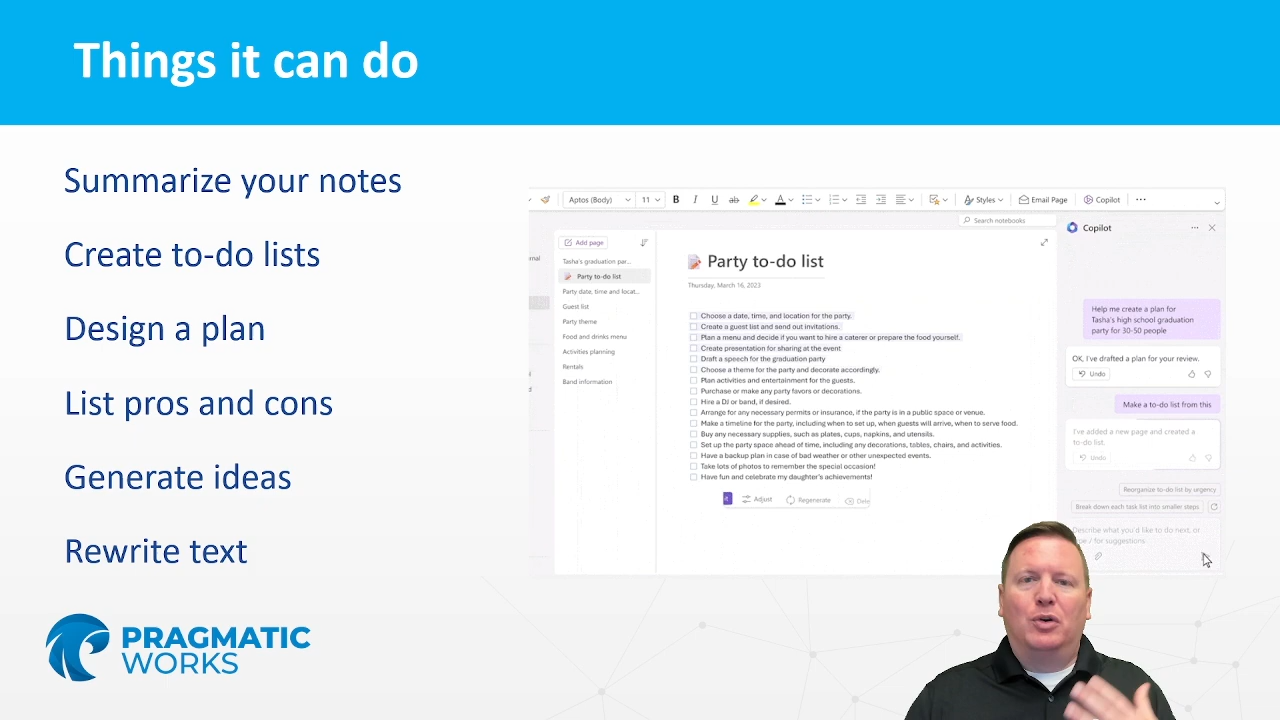 Things it can do
Summarize your notes
Create to-do lists
Design a plan
List pros and cons
Generate ideas
Rewrite text
PRAGMATIC
WORKS
Aptos (Body) 11 B I U ab A Styles Email Page Copilot ...
Search notebooks
Add page
Tasha's graduation par...
Party to-do list
Party date, time and locat...
Guest list
Party theme
Food and drinks menu
Activities planning
Rentals
Band information
Party to-do list
Thursday, March 16, 2023
Choose a date, time, and location for the party.
Create a guest list and send out invitations.
Plan a menu and decide if you want to hire a caterer or prepare the food yourself.
Create presentation for sharing at the event
Draft a speech for the graduation party
Choose a theme for the party and decorate accordingly.
Plan activities and entertainment for the guests.
Purchase or make any party favors or decorations.
Hire a DJ or band, if desired.
Arrange for any necessary permits or insurance, if the party is in a public space or venue.
Make a timeline for the party, including when to set up, when guests will arrive, when to serve food.
Buy any necessary supplies, such as plates, cups, napkins, and utensils.
Set up the party space ahead of time, including any decorations, tables, chairs, and activities.
Have a backup plan in case of bad weather or other unexpected events.
Take lots of photos to remember the special occasion!
Have fun and celebrate my daughter's achievements!
Adjust Regenerate Dele
Copilot
Help me create a plan for
Tasha's high school graduation
party for 30-50 people
OK, I've drafted a plan for your review.
Undo
Make a to-do list from this
I've added a new page and created a
to-do list.
Undo
Reorganize to-do list by urgency
Break down each task list into smaller steps
Describe what you'd like to do next, or
type / for suggestions